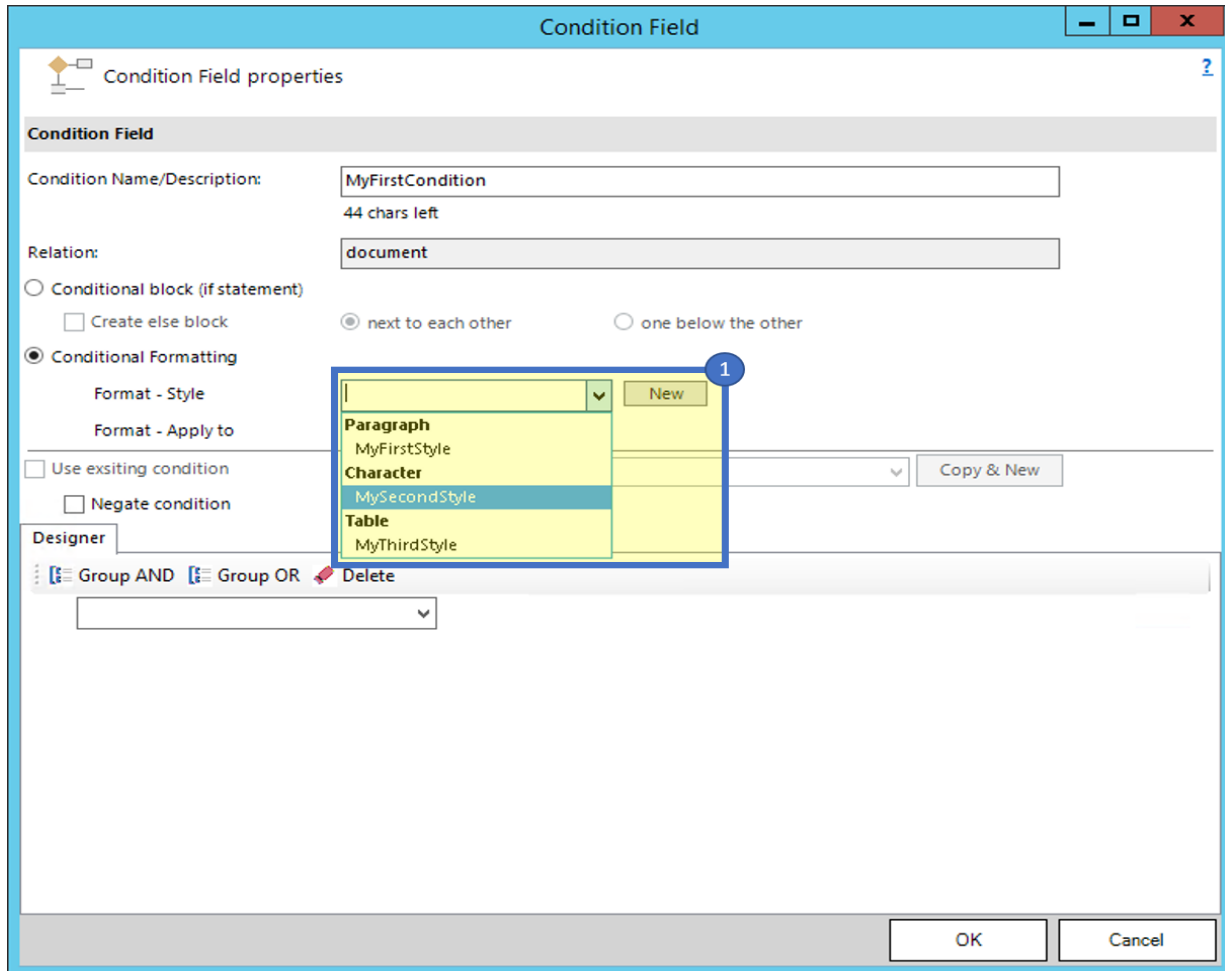 Condition Field
x
Condition Field properties
?
Condition Field
Condition Name/Description:
MyFirstCondition
44 chars left
Relation:
document
Conditional block (if statement)
Create else block
next to each other
one below the other
Conditional Formatting
1
Format - Style
New
Format - Apply to
Paragraph
MyFirstStyle
Character
MySecondStyle
Table
MyThirdStyle
Use exsiting condition
Copy & New
Negate condition
Designer
Group AND Group OR Delete
OK
Cancel